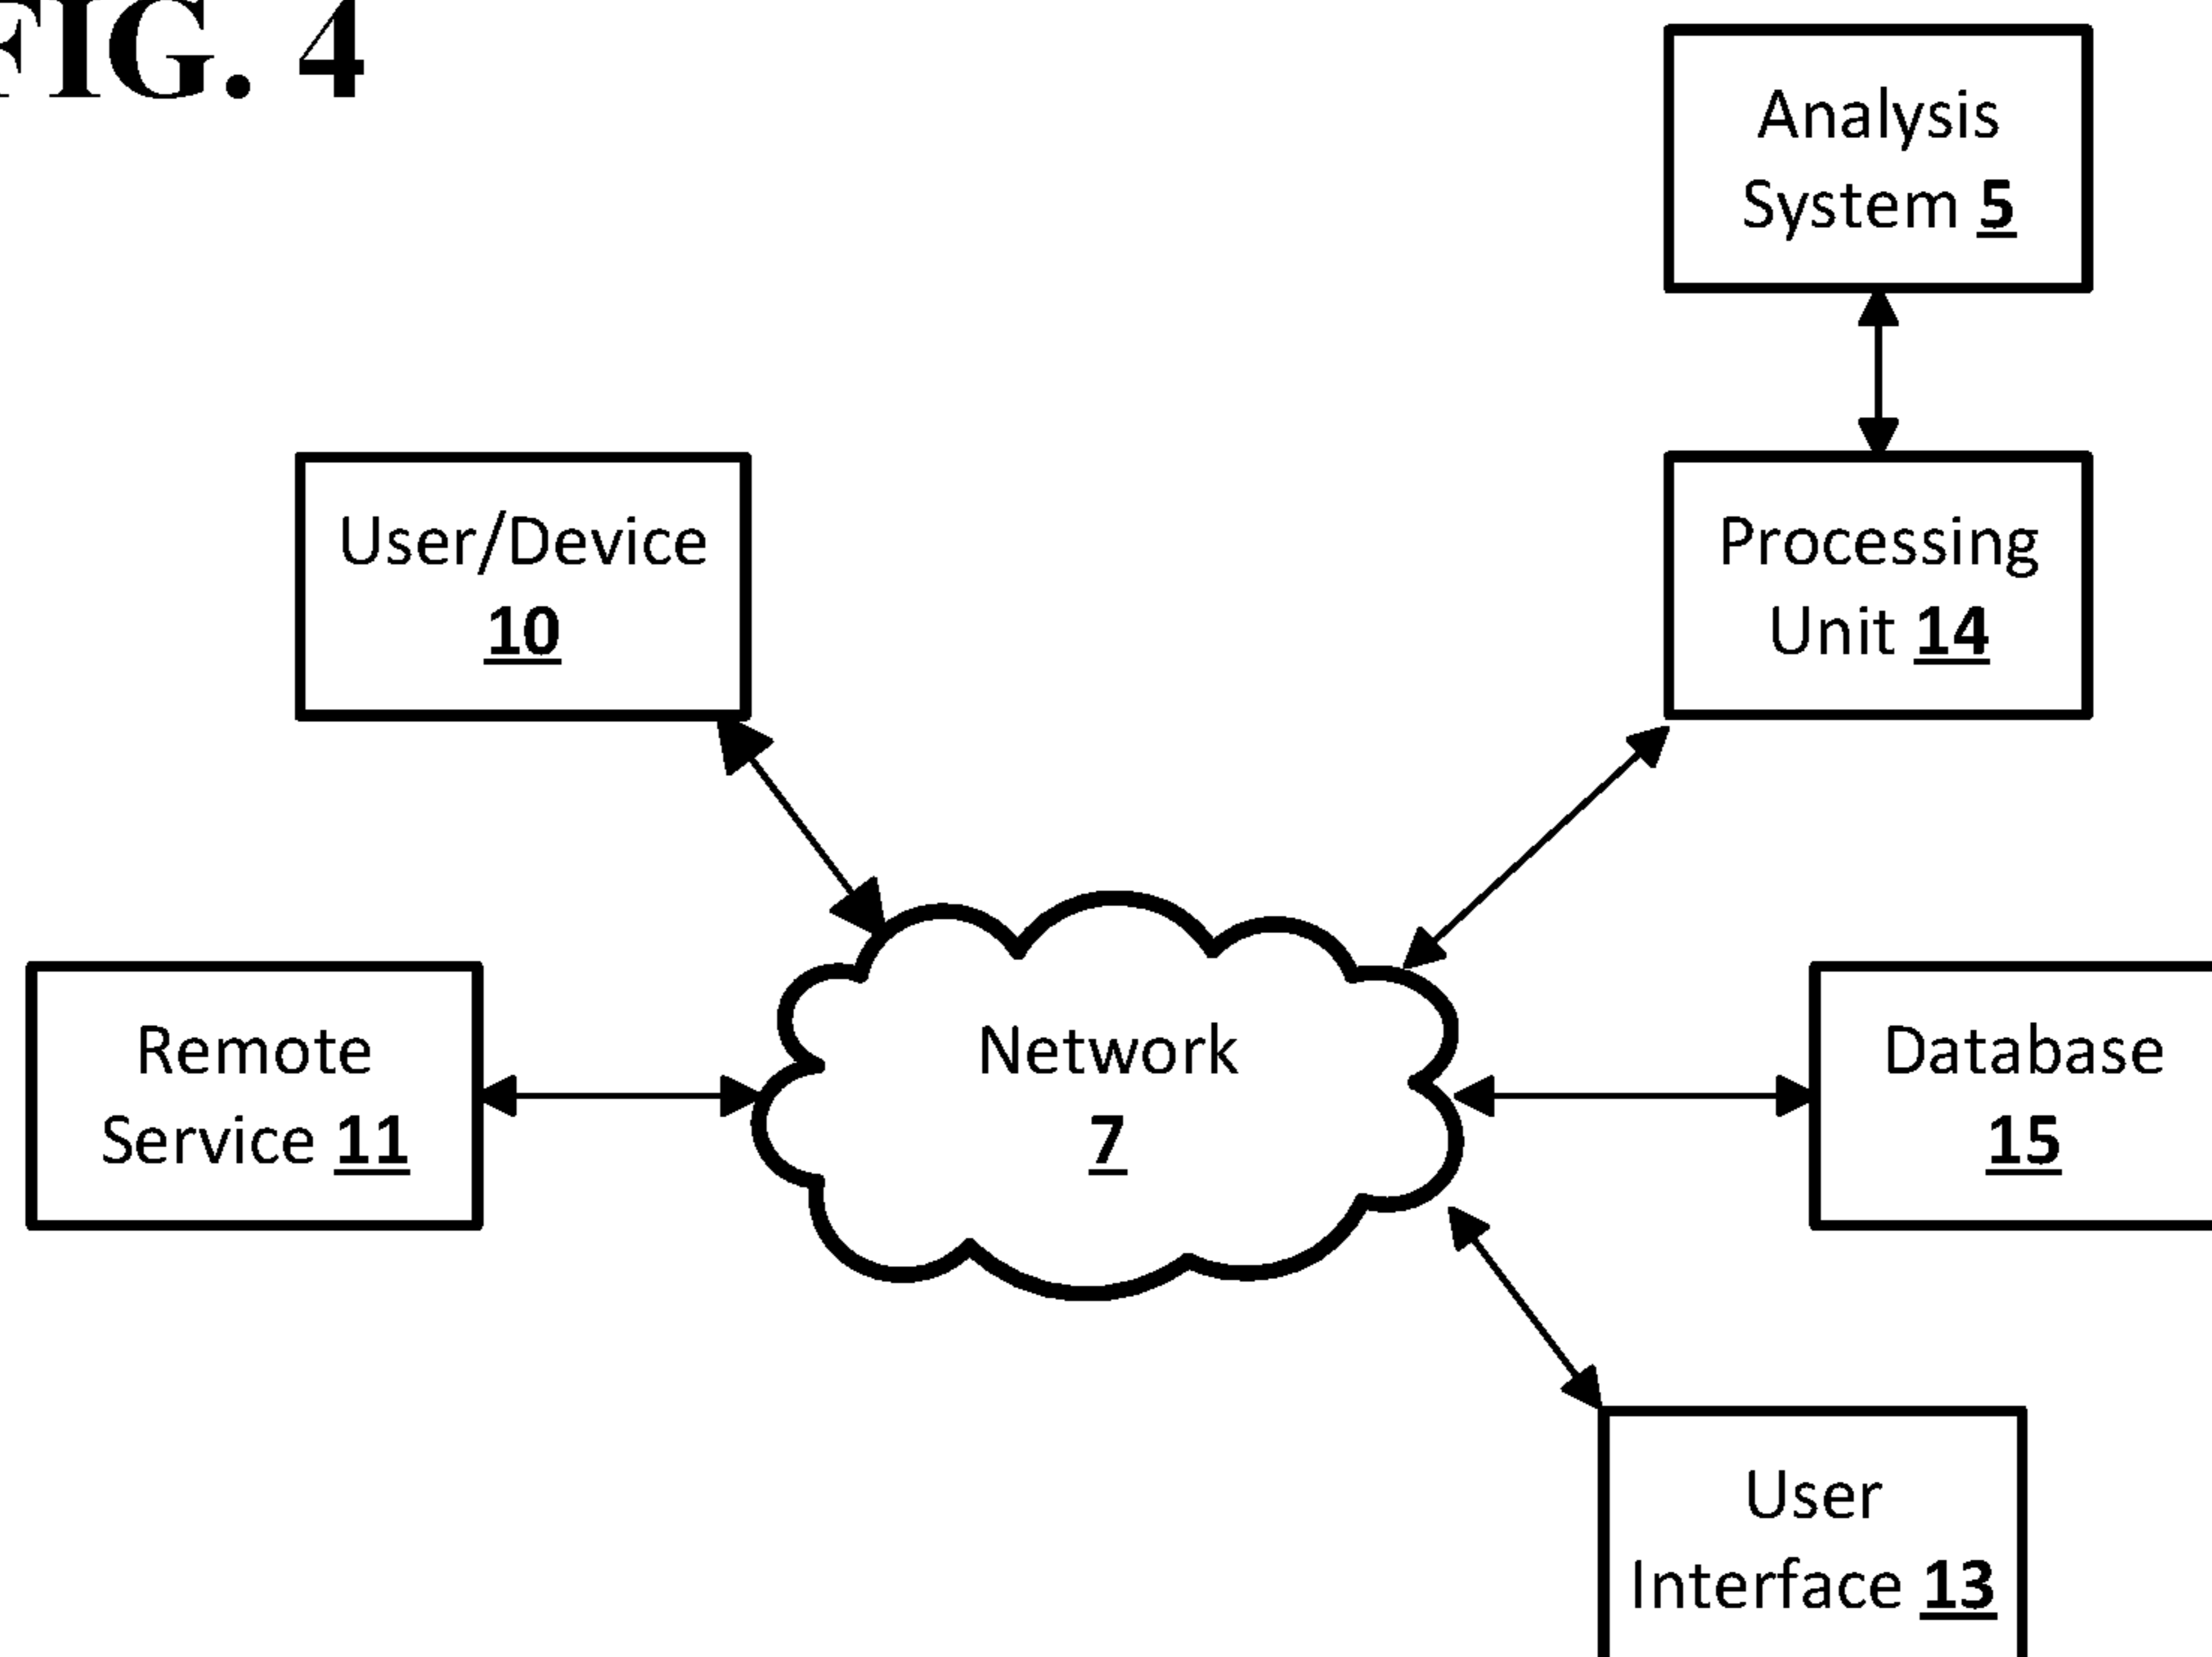 FIG. 4
Analysis
System 5
User/Device
10
Processing
Unit 14
Remote
Service 11
Network
7
Database
15
User
Interface 13